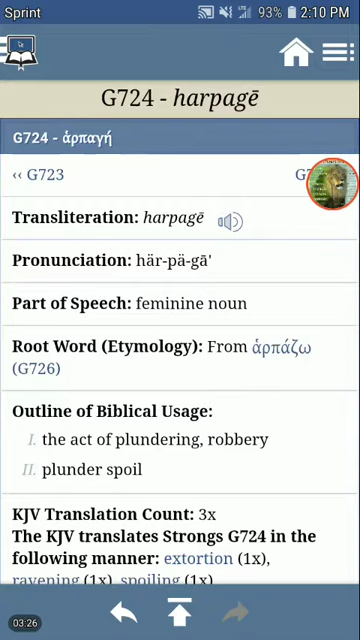 Sprint 93% 2:10 PM
G724 - harpagē
G724 - ἁρπαγή
‹‹ G723
Transliteration: harpagē
Pronunciation: här-pä-gā'
Part of Speech: feminine noun
Root Word (Etymology): From ἁρπάζω
(G726)
Outline of Biblical Usage:
I. the act of plundering, robbery
II. plunder spoil
KJV Translation Count: 3x
The KJV translates Strongs G724 in the
following manner: extortion (1x),
ravening (1x), spoiling (1x)
03:26